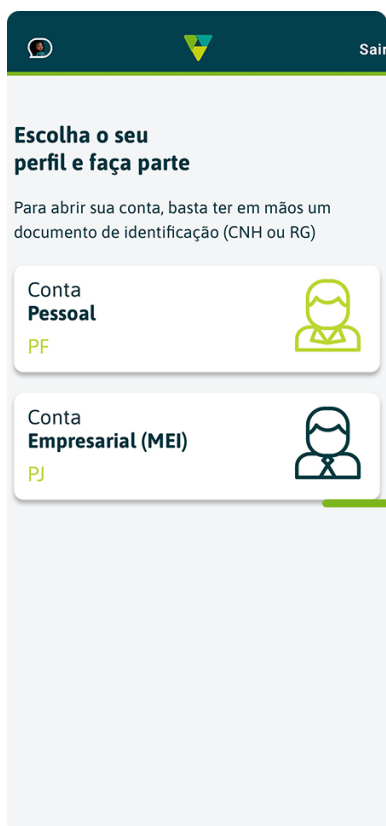 Sair
Escolha o seu
perfil e faça parte
Para abrir sua conta, basta ter em mãos um
documento de identificação (CNH ou RG)
Conta
Pessoal
PF
Conta
Empresarial (MEI)
PJ